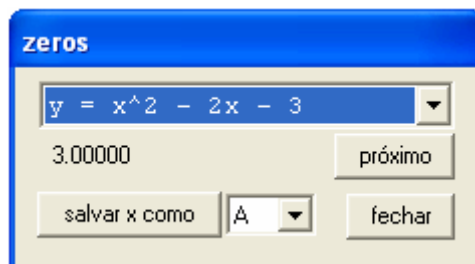 zeros
y = x^2 - 2x - 3
3.00000 próximo
salvar x como A fechar